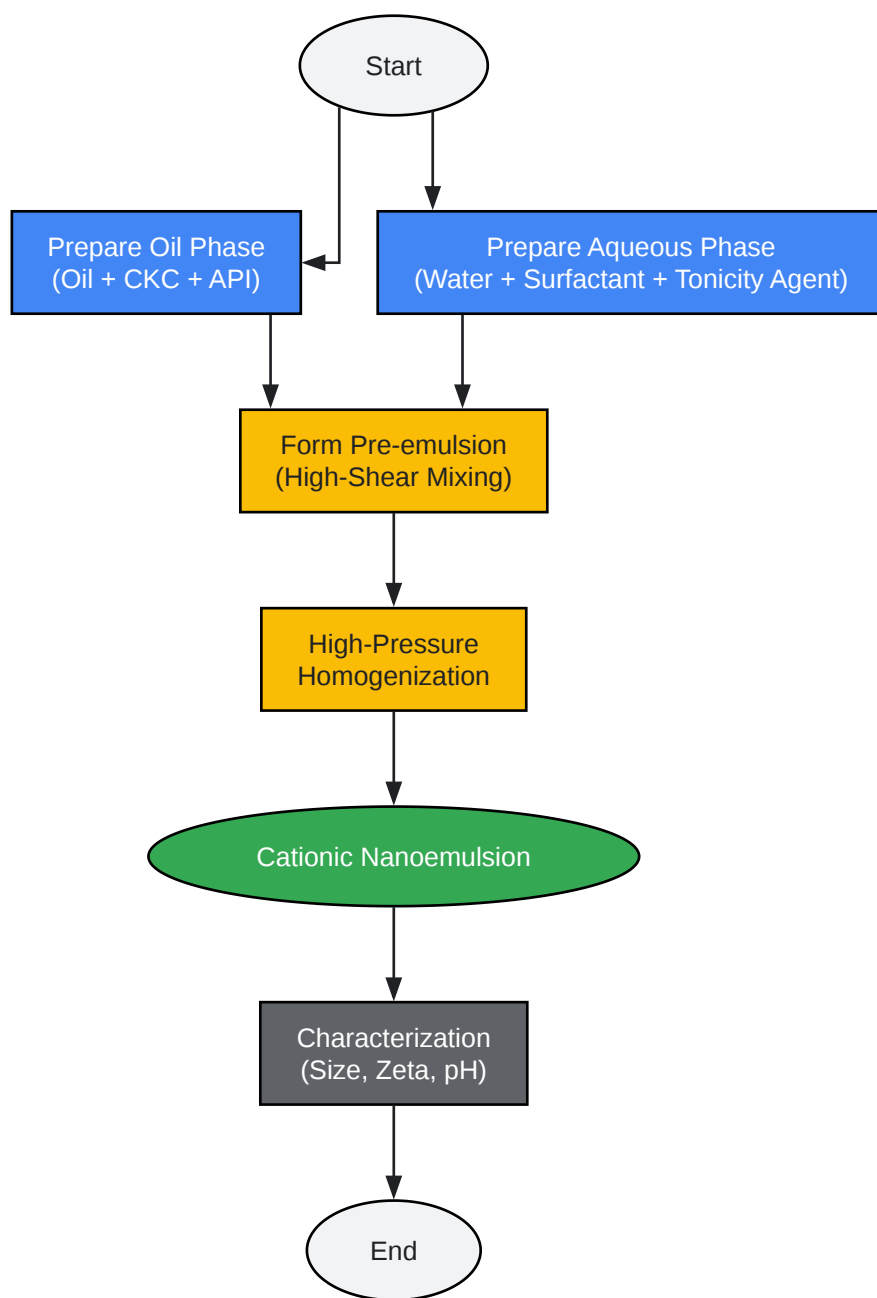 Start
Prepare Oil Phase
(Oil + CKC + API)
Prepare Aqueous Phase
(Water + Surfactant + Tonicity Agent)
Form Pre-emulsion
(High-Shear Mixing)
High-Pressure
Homogenization
Cationic Nanoemulsion
Characterization
(Size, Zeta, pH)
End